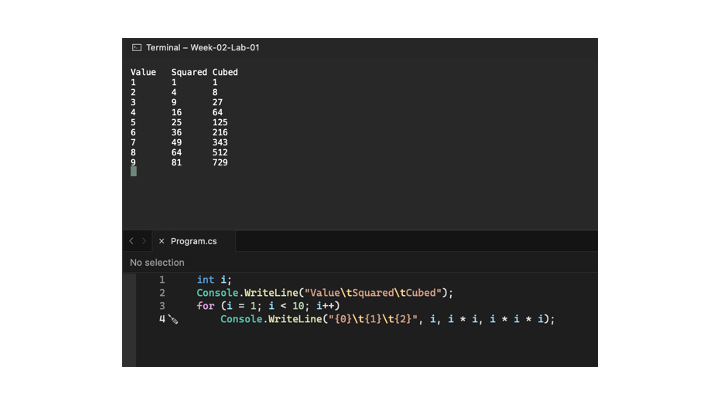 Terminal – Week-02-Lab-01
Value Squared Cubed
1 1 1
2 4 8
3 9 27
4 16 64
5 25 125
6 36 216
7 49 343
8 64 512
9 81 729
Program.cs
No selection
1 int i;
2 Console.WriteLine("Value\tSquared\tCubed");
3 for (i = 1; i < 10; i++)
4 Console.WriteLine("{0}\t{1}\t{2}", i, i * i, i * i * i);